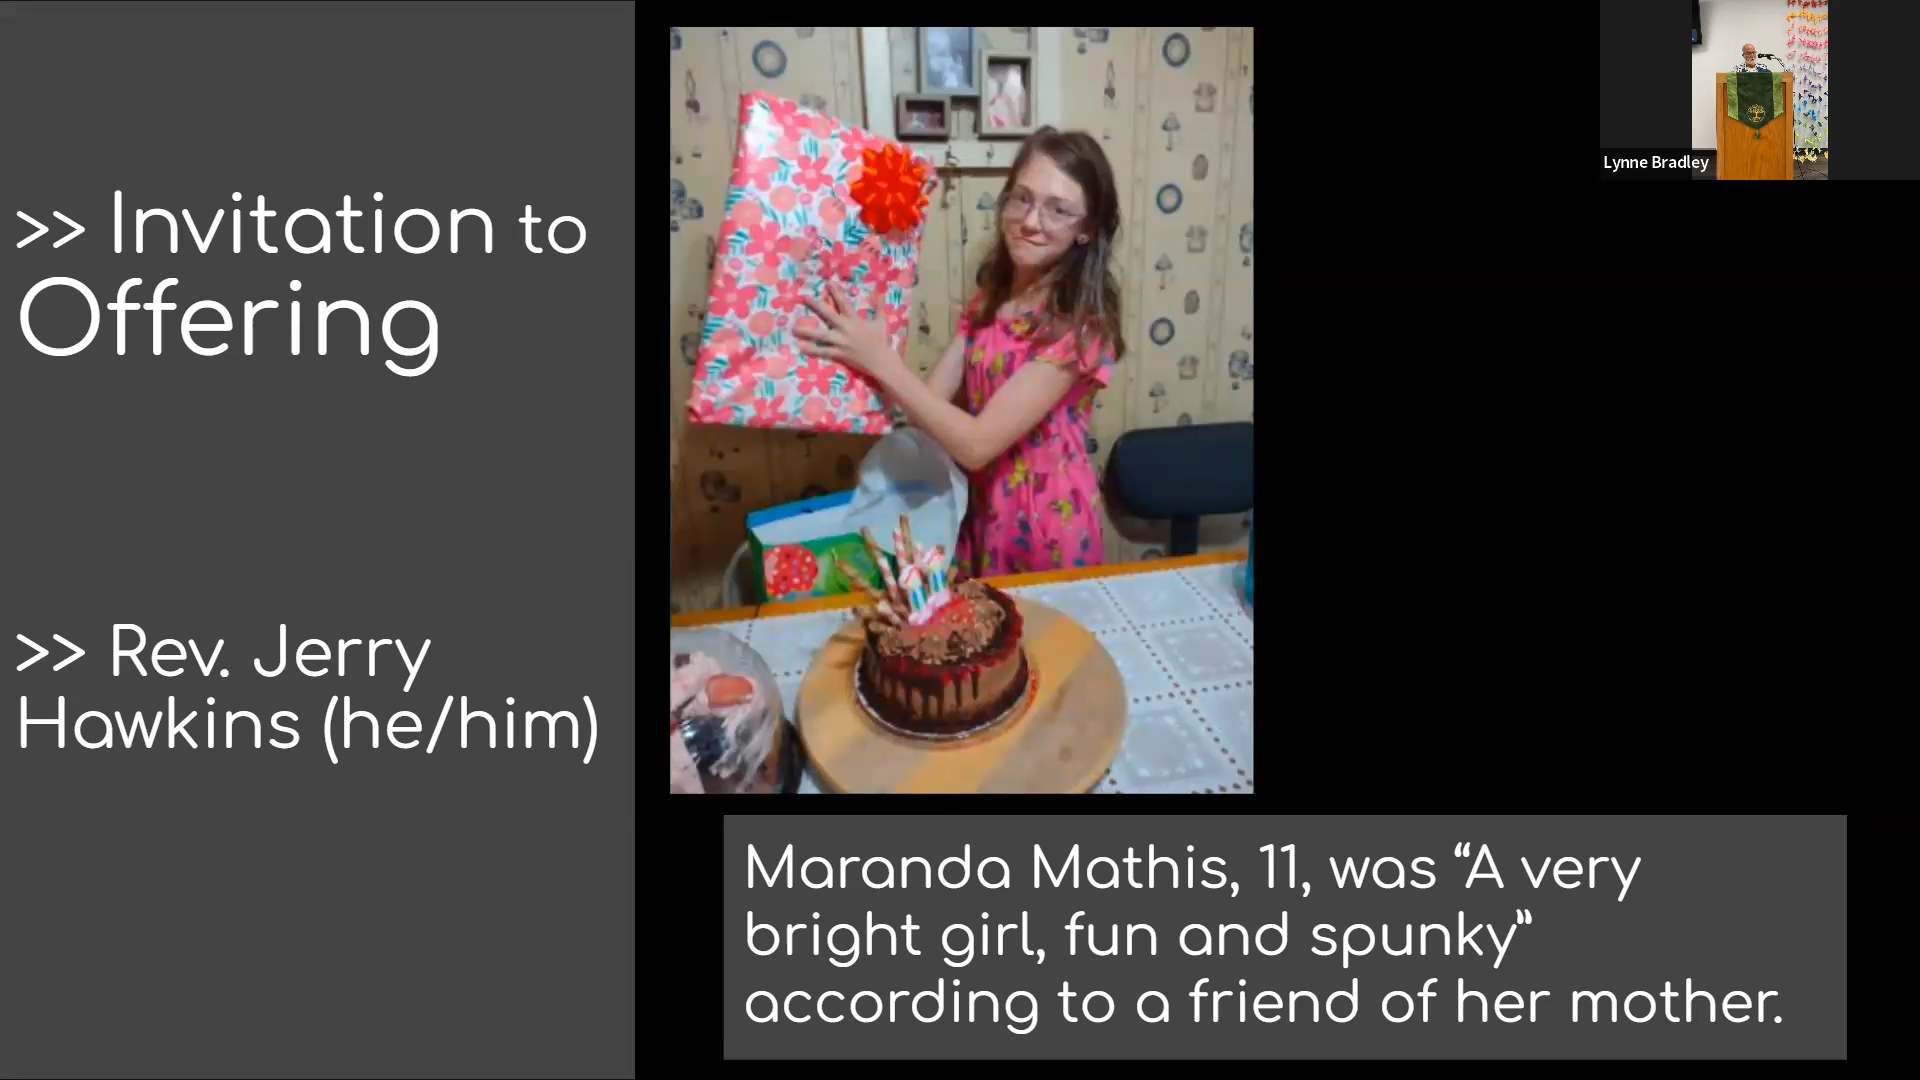 >> Invitation to
Offering
>> Rev. Jerry
Hawkins (he/him)
Lynne Bradley
Maranda Mathis, 11, was “A very
bright girl, fun and spunky”
according to a friend of her mother.